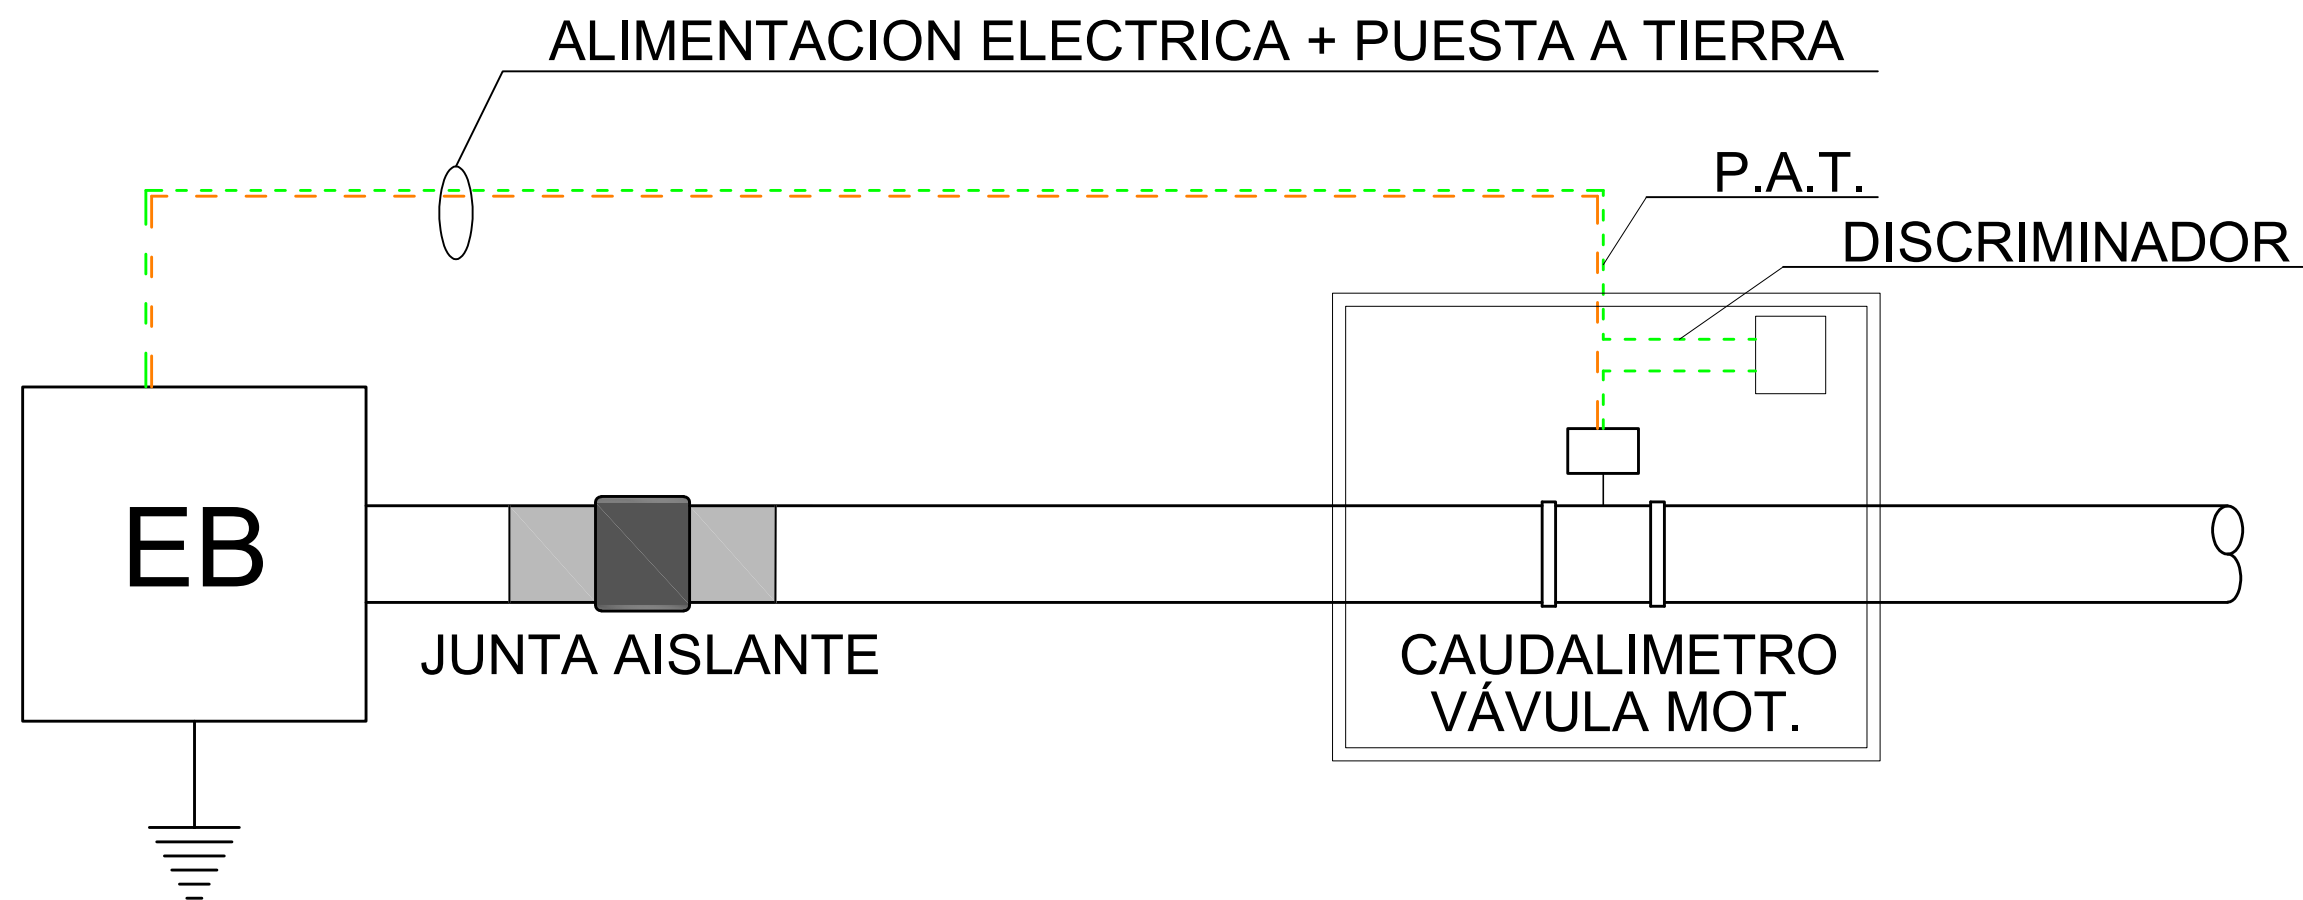 ALIMENTACION ELECTRICA + PUESTA A TIERRA
P.A.T.
DISCRIMINADOR
EB
JUNTA AISLANTE
CAUDALIMETRO
VÁVULA MOT.